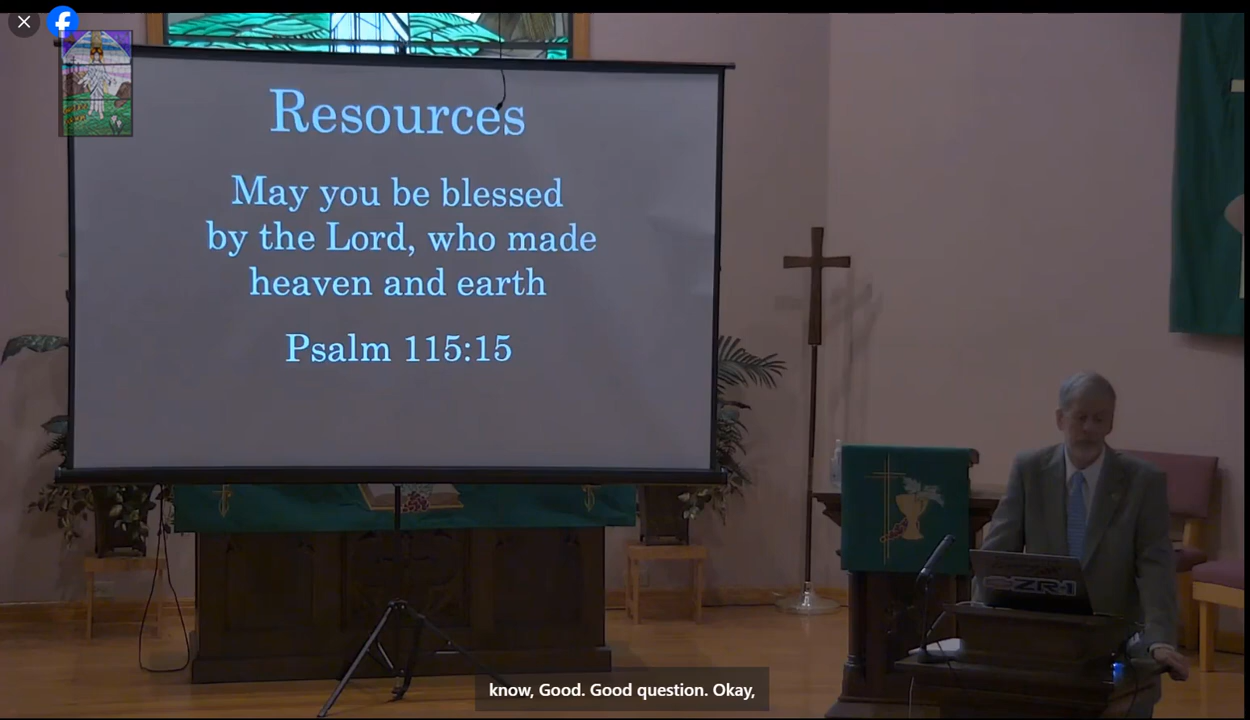 Resources
May you be blessed
by the Lord, who made
heaven and earth
Psalm 115:15
know, Good. Good question. Okay,